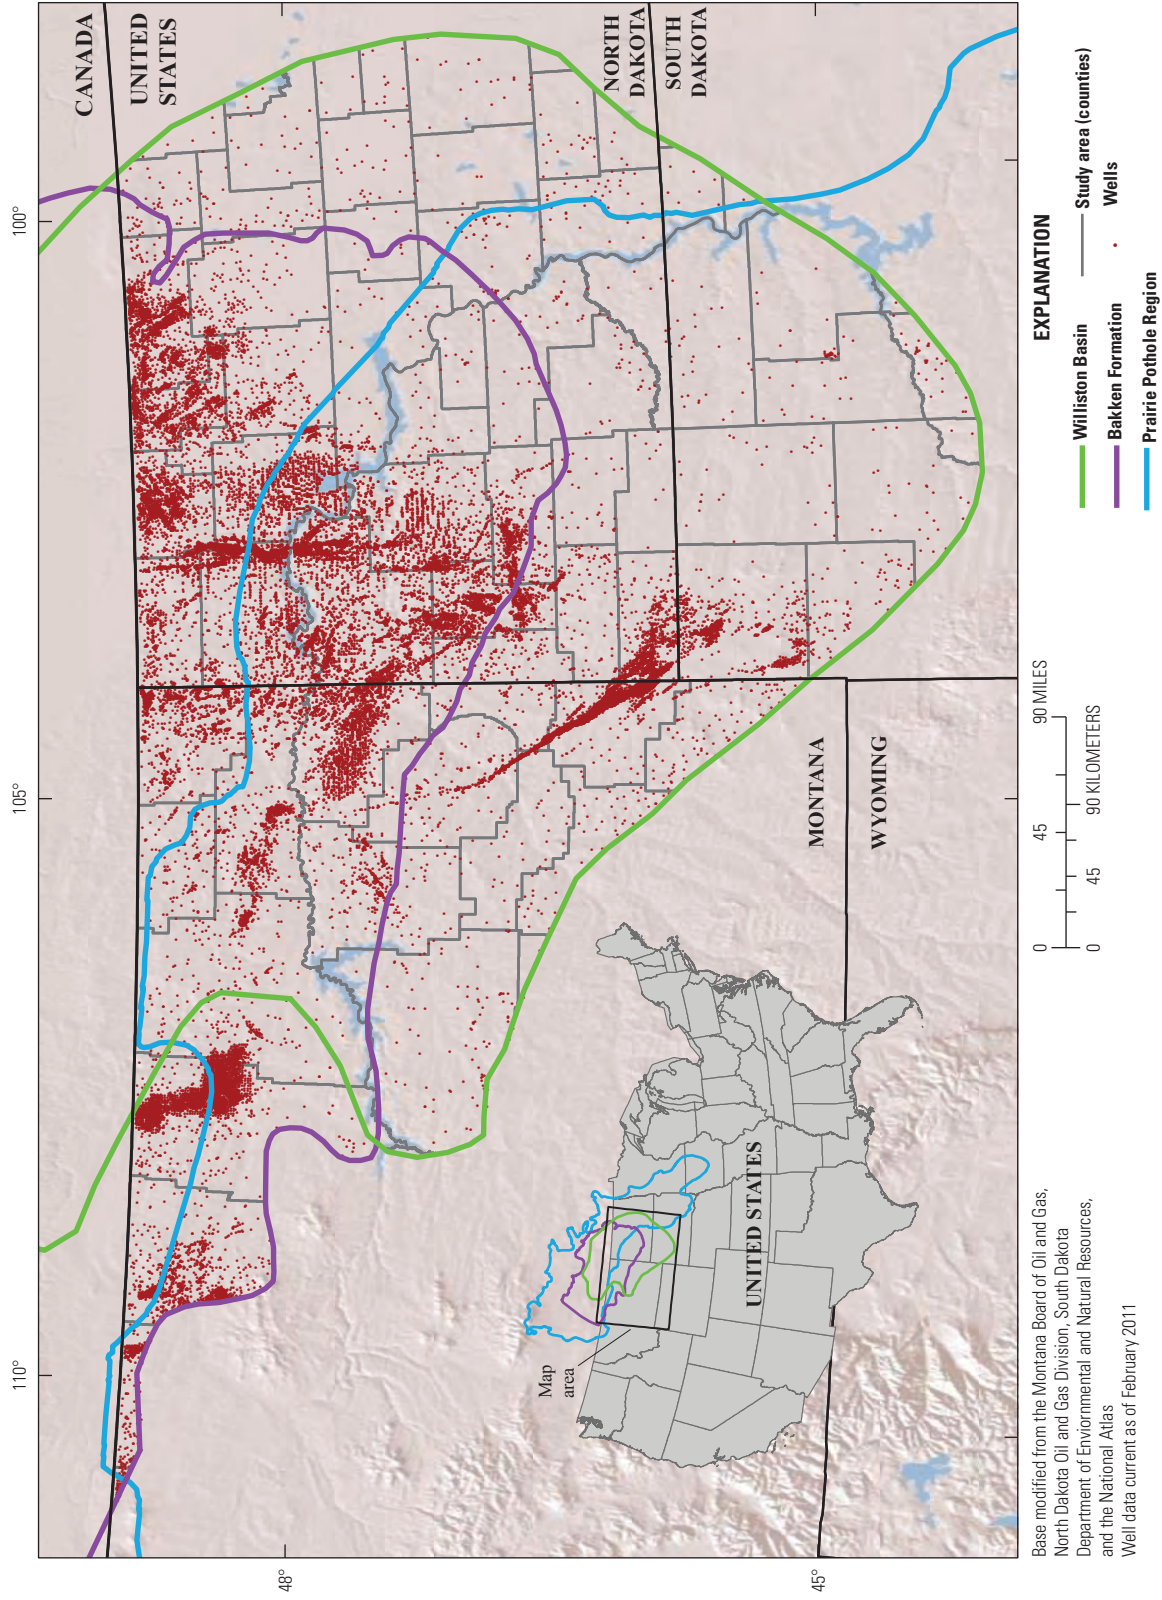 110°
105°
100°
48°
45°
CANADA
UNITED
STATES
NORTH
DAKOTA
SOUTH
DAKOTA
MONTANA
WYOMING
Map
area
UNITED STATES
Base modified from the Montana Board of Oil and Gas,
North Dakota Oil and Gas Division, South Dakota
Department of Enviornmental and Natural Resources,
and the National Atlas
Well data current as of February 2011
0 45 90 MILES
0 45 90 KILOMETERS
EXPLANATION
Williston Basin
Bakken Formation
Prairie Pothole Region
Study area (counties)
Wells